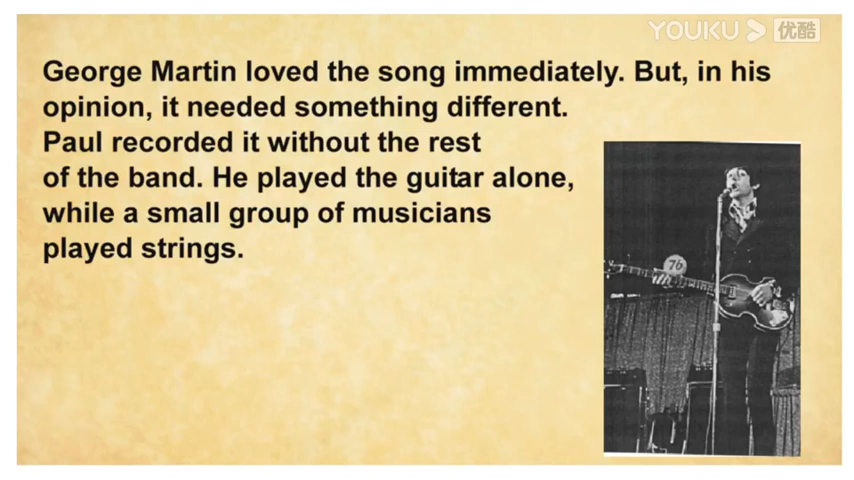 YOUKU 优酷
George Martin loved the song immediately. But, in his
opinion, it needed something different.
Paul recorded it without the rest
of the band. He played the guitar alone,
while a small group of musicians
played strings.
76